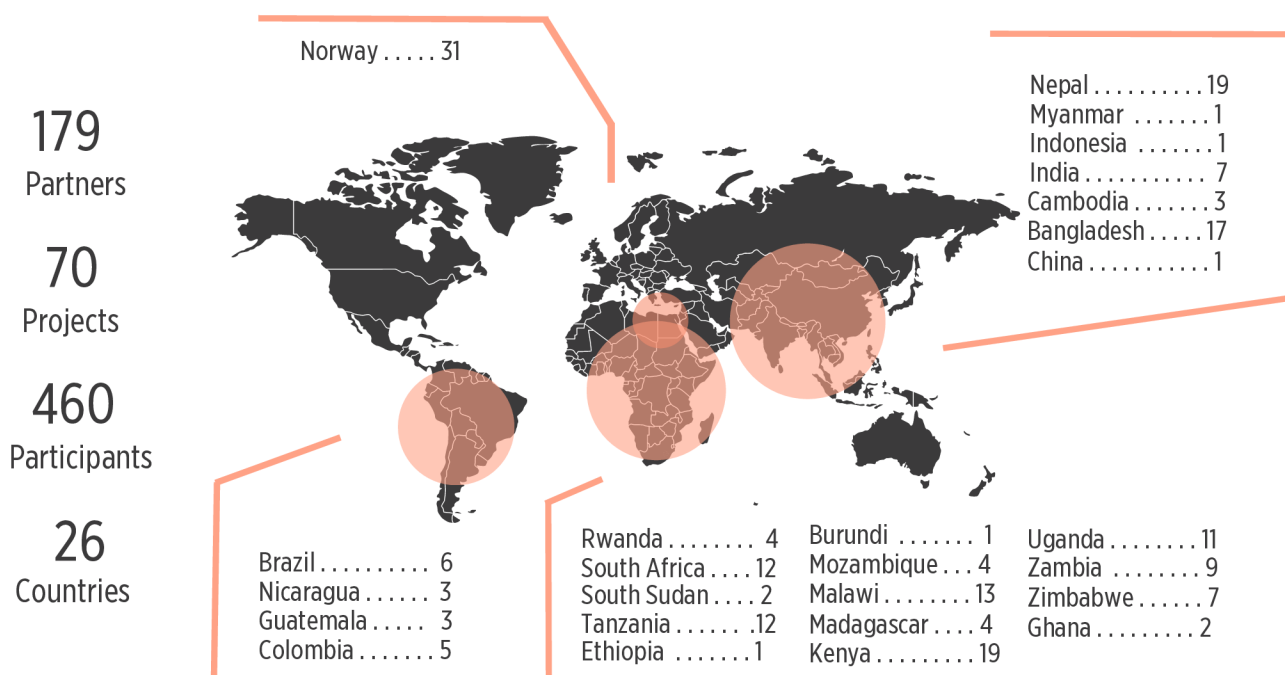 179
Partners
70
Projects
460
Participants
26
Countries
Norway . . . . . 31
Nepal . . . . . . . . . . 19
Myanmar . . . . . . . 1
Indonesia . . . . . . . 1
India . . . . . . . . . . . 7
Cambodia . . . . . . . 3
Bangladesh . . . . . 17
China . . . . . . . . . . . 1
Brazil . . . . . . . . . . 6
Nicaragua . . . . . . 3
Guatemala . . . . . 3
Colombia . . . . . . . 5
Rwanda . . . . . . . . 4
South Africa . . . . 12
South Sudan . . . . 2
Tanzania . . . . . . .12
Ethiopia . . . . . . . 1
Burundi . . . . . . . 1
Mozambique . . . 4
Malawi . . . . . . . . 13
Madagascar . . . 4
Kenya . . . . . . . . . 19
Uganda . . . . . . . . 11
Zambia . . . . . . . . 9
Zimbabwe . . . . . 7
Ghana . . . . . . . . . 2